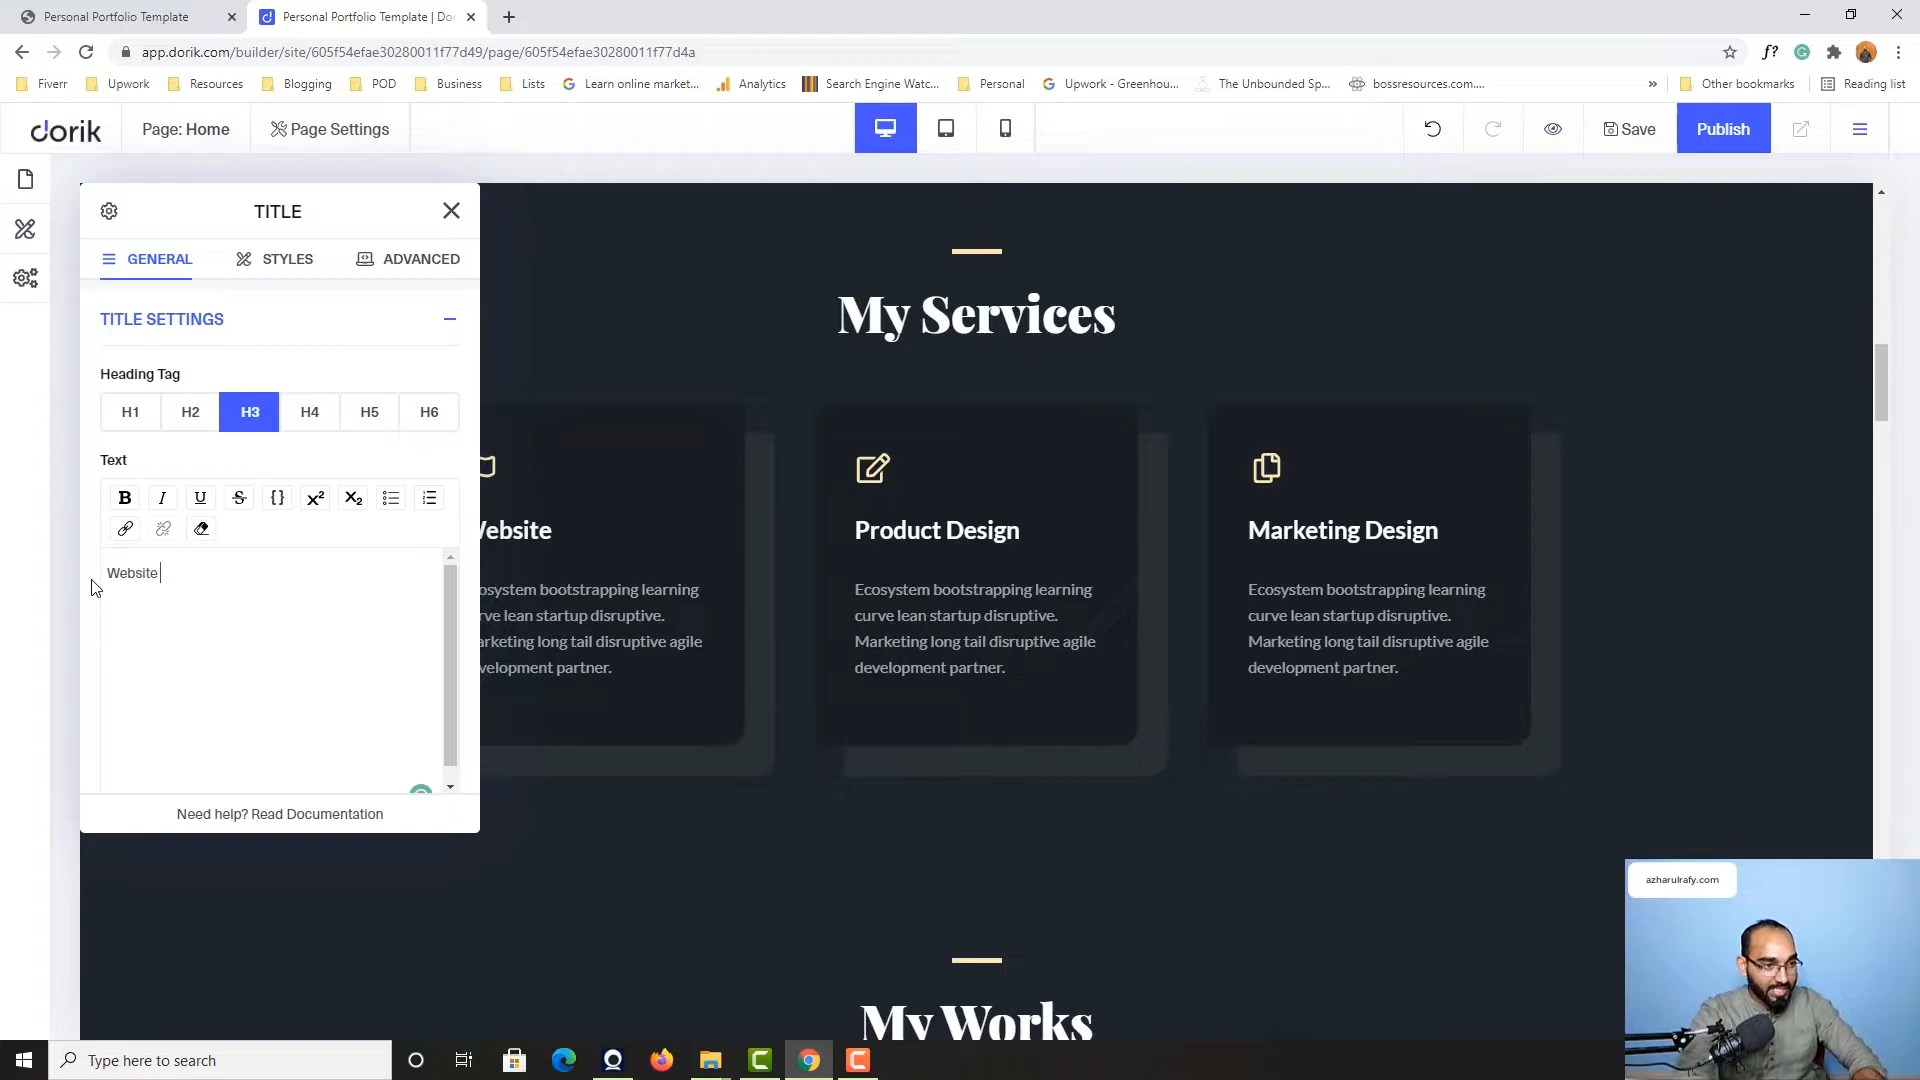 Personal Portfolio Template
Personal Portfolio Template | Do
app.dorik.com/builder/site/605f54efae30280011f77d49/page/605f54efae30280011f77d4a
f?
Fiverr
Upwork
Resources
Blogging
POD
Business
Lists
Learn online market...
Analytics
Search Engine Watc...
Personal
Upwork - Greenhou...
The Unbounded Sp...
bossresources.com....
»
Other bookmarks
Reading list
dorik
Page: Home
Page Settings
Save
Publish
TITLE
GENERAL
STYLES
ADVANCED
TITLE SETTINGS
Heading Tag
H1
H2
H3
H4
H5
H6
Text
B
I
U
S
{}
X²
X₂
Website
Need help? Read Documentation
My Services
ebsite
osystem bootstrapping learning
rve lean startup disruptive.
arketing long tail disruptive agile
velopment partner.
Product Design
Ecosystem bootstrapping learning
curve lean startup disruptive.
Marketing long tail disruptive agile
development partner.
Marketing Design
Ecosystem bootstrapping learning
curve lean startup disruptive.
Marketing long tail disruptive agile
development partner.
My Works
azharulrafy.com
Type here to search